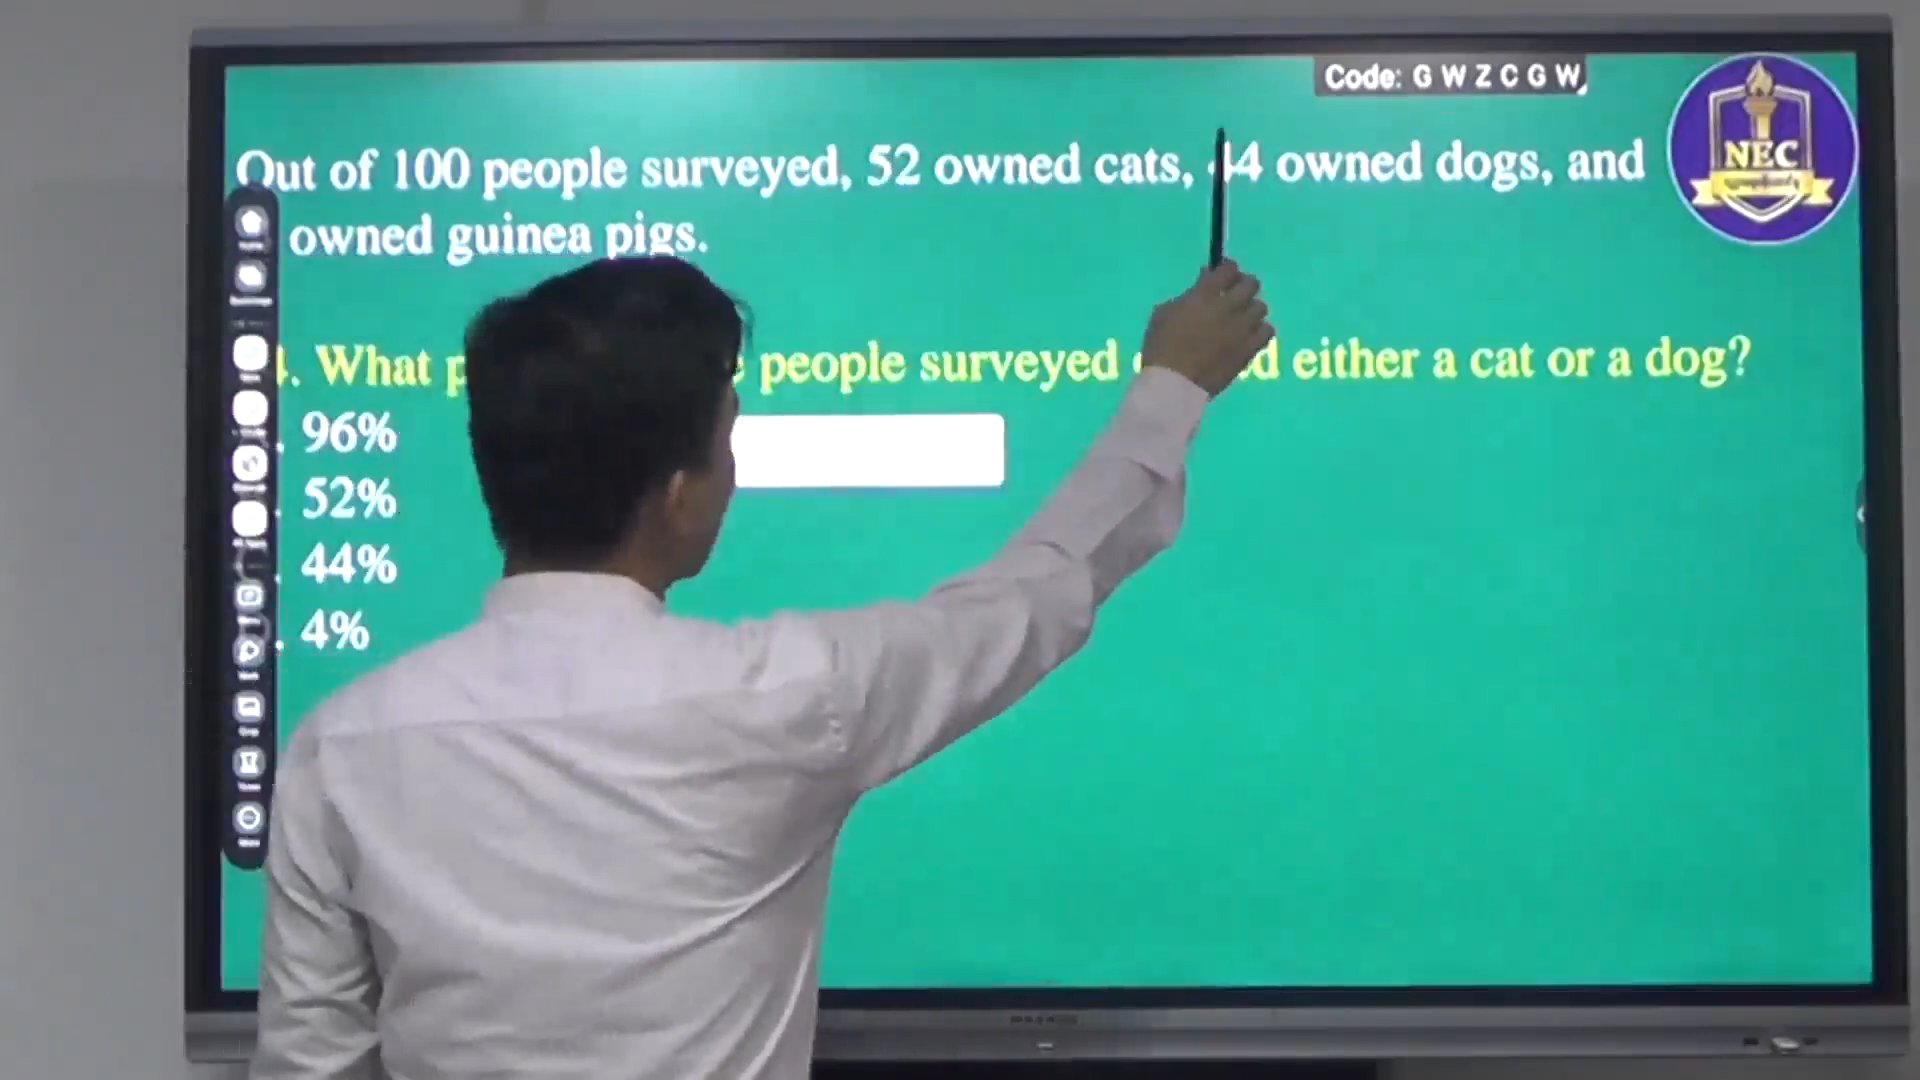 Code: G W Z C G W
NEC
Out of 100 people surveyed, 52 owned cats, 44 owned dogs, and
owned guinea pigs.
4. What people surveyed either a cat or a dog?
96%
52%
44%
4%